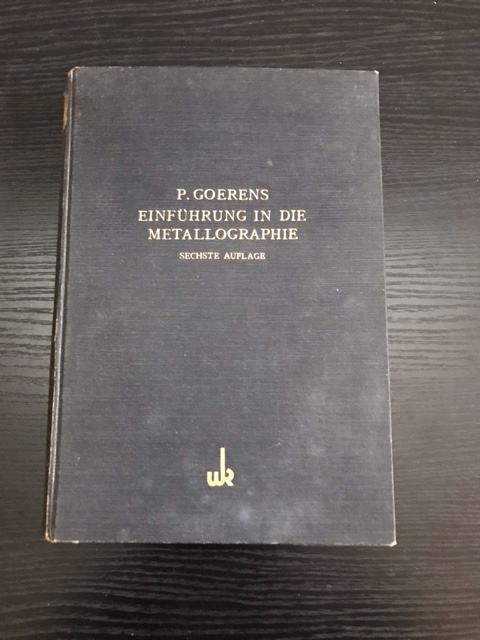 P. GOERENS
EINFÜHRUNG IN DIE
METALLOGRAPHIE
SECHSTE AUFLAGE
wk